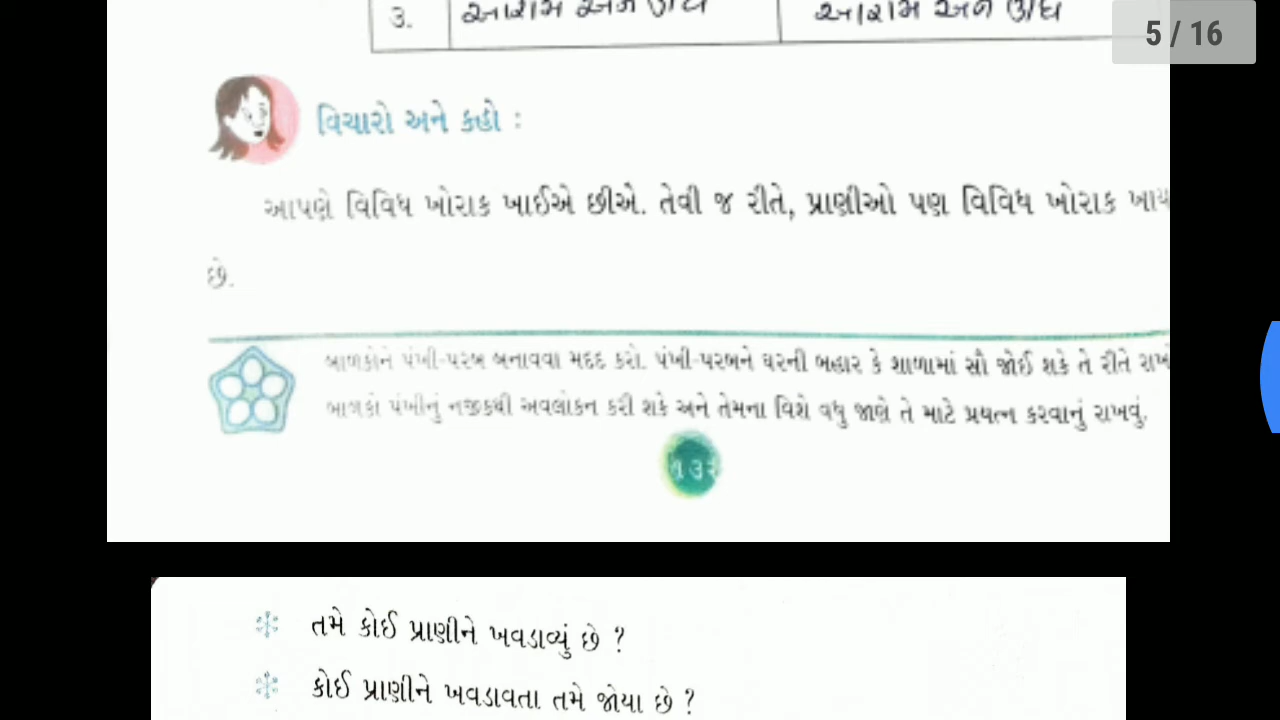 5 / 16
૩. આરામ અને ઊંઘ આરામ અને ઊંઘ
વિચારો અને કહો :
આપણે વિવિધ ખોરાક ખાઈએ છીએ. તેવી જ રીતે, પ્રાણીઓ પણ વિવિધ ખોરાક ખાય
છે.
બાળકોને પંખી-પરબ બનાવવા મદદ કરો. પંખી-પરબને ઘરની બહાર કે શાળામાં સૌ જોઈ શકે તે રીતે
બાળકો પંખીનું નજીકથી અવલોકન કરી શકે અને તેમના વિશે વધુ જાણે તે માટે પ્રયત્ન કરવાનું રાખવું.
તમે કોઈ પ્રાણીને ખવડાવ્યું છે ?
કોઈ પ્રાણીને ખવડાવતા તમે જોયા છે ?